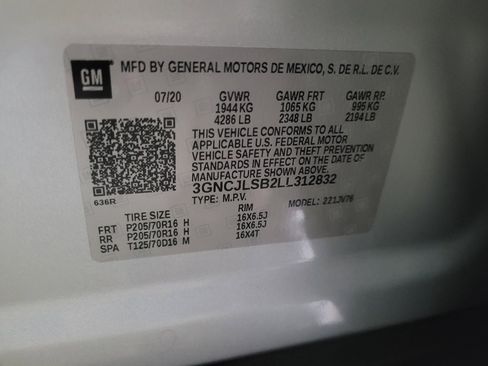 GM
MFD BY GENERAL MOTORS DE MEXICO, S. DE R.L. DE C.V.
07/20 GVWR GAWR FRT GAWR RR
1944 KG 1065 KG 995 KG
4286 LB 2348 LB 2194 LB
THIS VEHICLE CONFORMS TO ALL
APPLICABLE U.S. FEDERAL MOTOR
VEHICLE SAFETY AND THEFT PREVENTION
STANDARDS IN EFFECT ON THE DATE OF
MANUFACTURE SHOWN ABOVE.
636R 3GNCJLSB2LL312832
TYPE: M.P.V. MODEL: 221JV76
TIRE SIZE RIM
FRT P205/70R16 H 16X6.5J
RR P205/70R16 H 16X6.5J
SPA T125/70D16 M 16X4T